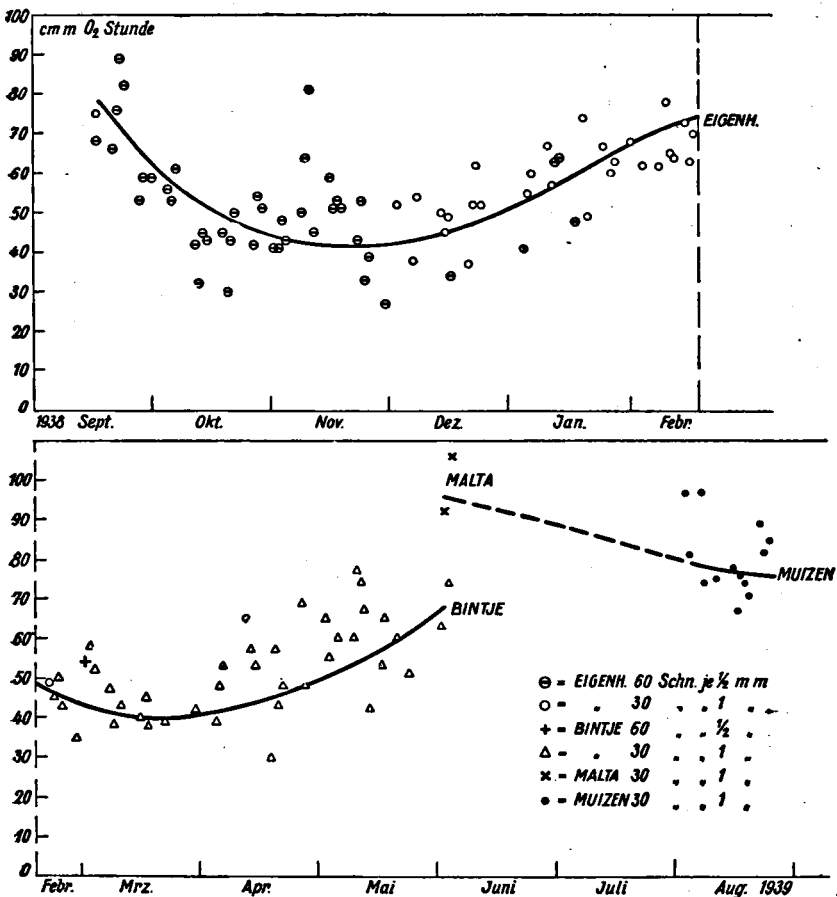 cmm O₂ Stunde
100
90
80
70
60
50
40
30
20
10
0
EIGENH.
1938 Sept. Okt. Nov. Dez. Jan. Febr.
100
90
80
70
60
50
40
30
20
10
0
MALTA
MUIZEN
BINTJE
⊖ = EIGENH. 60 Schn. je ½ mm
○ = „ 30 „ „ 1 „
+ = BINTJE 60 „ „ ½ „
△ = „ 30 „ „ 1 „
× = MALTA 30 „ „ 1 „
• = MUIZEN 30 „ „ 1 „
Febr. Mrz. Apr. Mai Juni Juli Aug. 1939